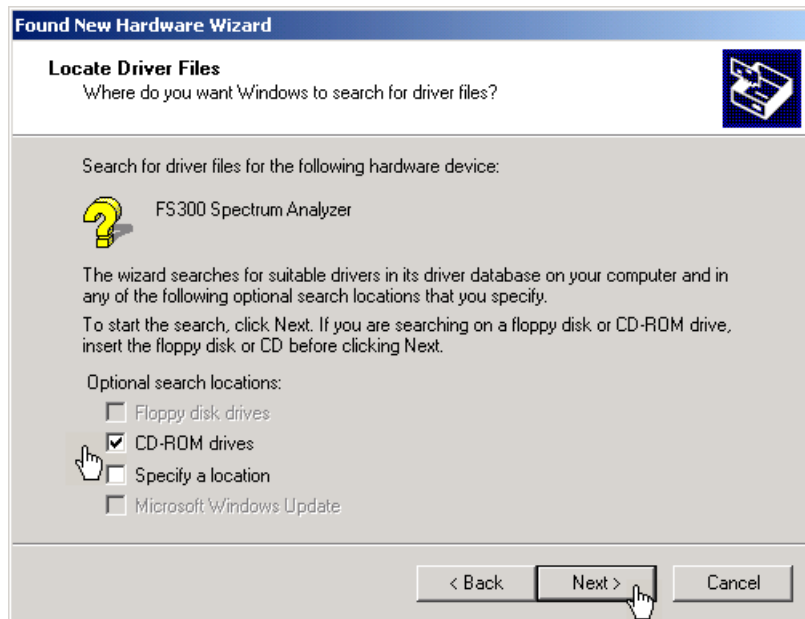 Found New Hardware Wizard
Locate Driver Files
Where do you want Windows to search for driver files?
Search for driver files for the following hardware device:
FS300 Spectrum Analyzer
The wizard searches for suitable drivers in its driver database on your computer and in
any of the following optional search locations that you specify.
To start the search, click Next. If you are searching on a floppy disk or CD-ROM drive,
insert the floppy disk or CD before clicking Next.
Optional search locations:
Floppy disk drives
CD-ROM drives
Specify a location
Microsoft Windows Update
< Back Next > Cancel